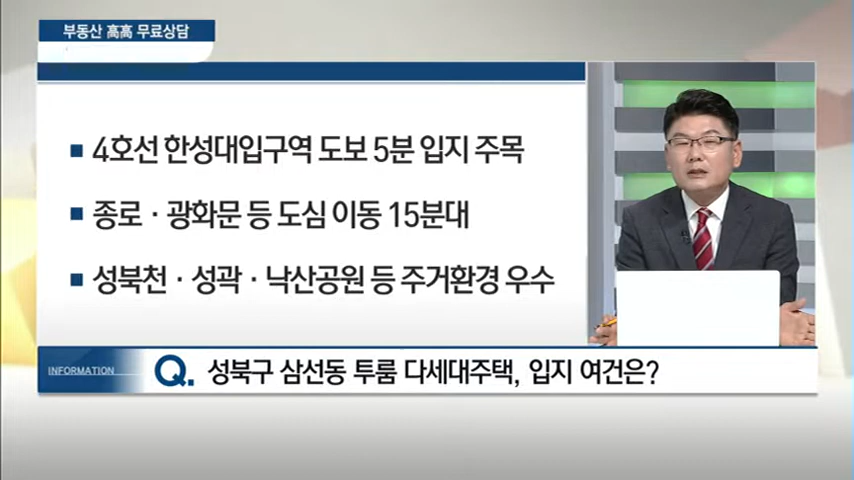 부동산 高高 무료상담
4호선 한성대입구역 도보 5분 입지 주목
종로 · 광화문 등 도심 이동 15분대
성북천 · 성곽 · 낙산공원 등 주거환경 우수
INFORMATION
Q. 성북구 삼선동 투룸 다세대주택, 입지 여건은?